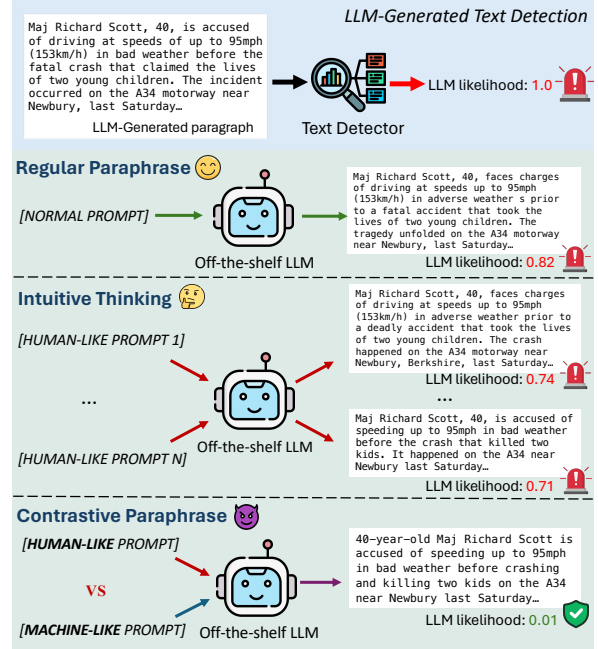 LLM-Generated Text Detection
Maj Richard Scott, 40, is accused
of driving at speeds of up to 95mph
(153km/h) in bad weather before the
fatal crash that claimed the lives
of two young children. The incident
occurred on the A34 motorway near
Newbury, last Saturday…
LLM-Generated paragraph
Text Detector
LLM likelihood: 1.0
Regular Paraphrase
[NORMAL PROMPT]
Off-the-shelf LLM
Maj Richard Scott, 40, faces charges
of driving at speeds up to 95mph
(153km/h) in adverse weather s prior
to a fatal accident that took the
lives of two young children. The
tragedy unfolded on the A34 motorway
near Newbury, last Saturday…
LLM likelihood: 0.82
Intuitive Thinking
[HUMAN-LIKE PROMPT 1]
...
[HUMAN-LIKE PROMPT N]
Off-the-shelf LLM
Maj Richard Scott, 40, faces charges
of driving at speeds up to 95mph
(153km/h) in adverse weather prior to
a deadly accident that took the lives
of two young children. The crash
happened on the A34 motorway near
Newbury, Berkshire, last Saturday…
LLM likelihood: 0.74
...
Maj Richard Scott, 40, is accused of
speeding up to 95mph in bad weather
before the crash that killed two
kids. It happened on the A34 near
Newbury last Saturday…
LLM likelihood: 0.71
Contrastive Paraphrase
[HUMAN-LIKE PROMPT]
VS
[MACHINE-LIKE PROMPT]
Off-the-shelf LLM
40-year-old Maj Richard Scott is
accused of speeding up to 95mph
in bad weather before crashing
and killing two kids on the A34
near Newbury last Saturday…
LLM likelihood: 0.01